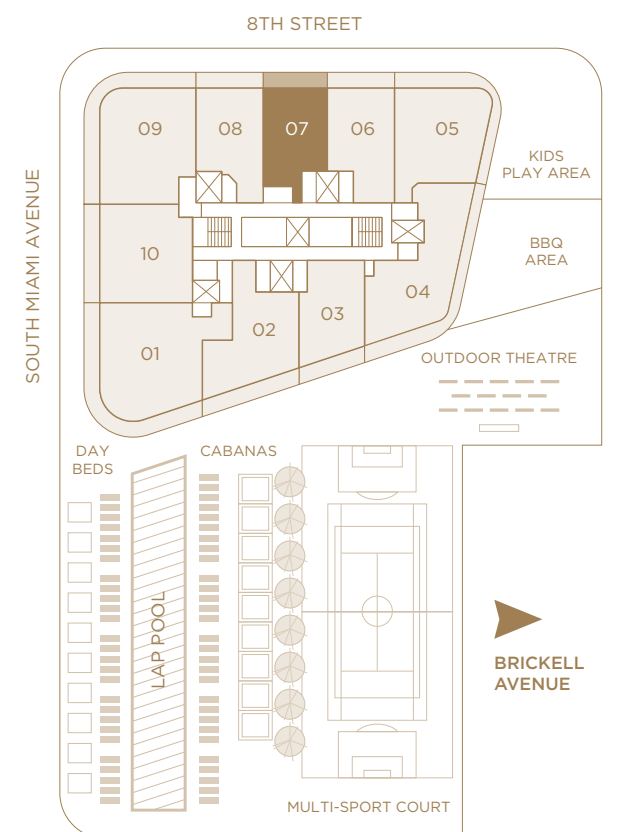 8TH STREET
09
08
07
06
05
KIDS
PLAY AREA
SOUTH MIAMI AVENUE
10
BBQ
AREA
04
03
02
01
OUTDOOR THEATRE
DAY
BEDS
CABANAS
LAP POOL
BRICKELL
AVENUE
MULTI-SPORT COURT